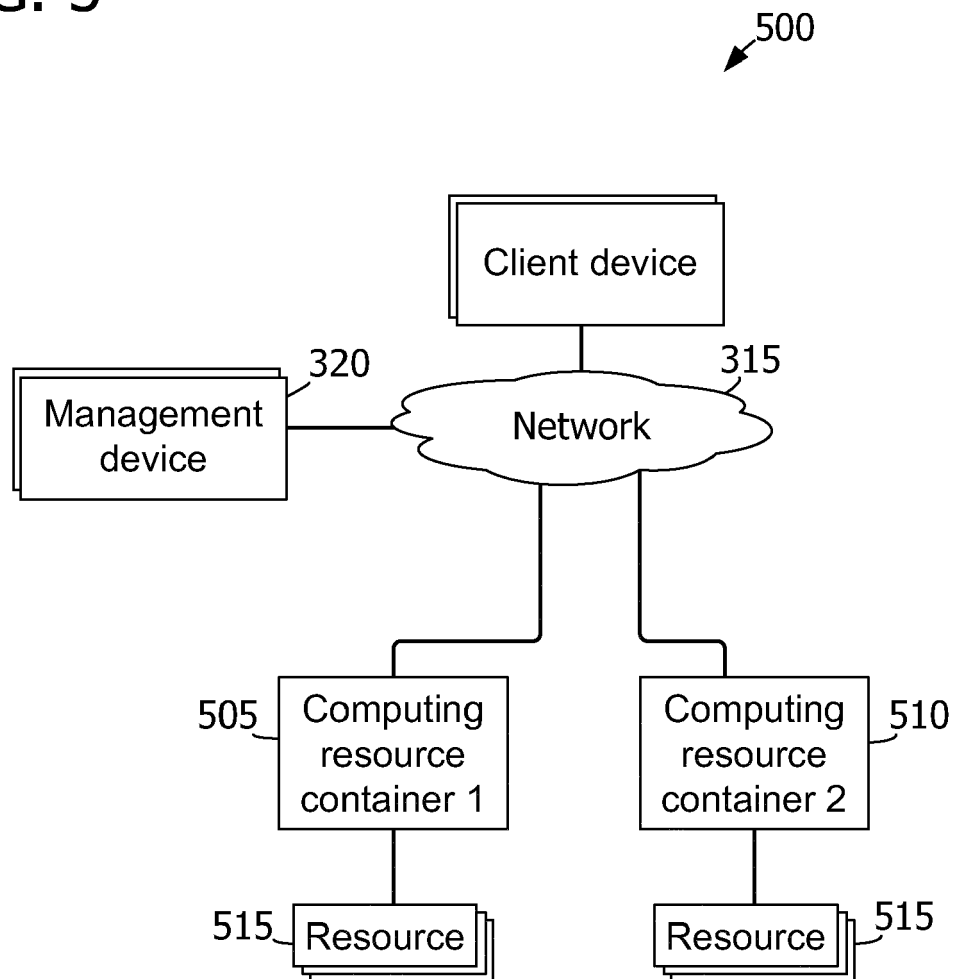 500
Client device
320
315
Management
device
Network
505
Computing
resource
container 1
Computing
resource
container 2
510
515
Resource
Resource
515